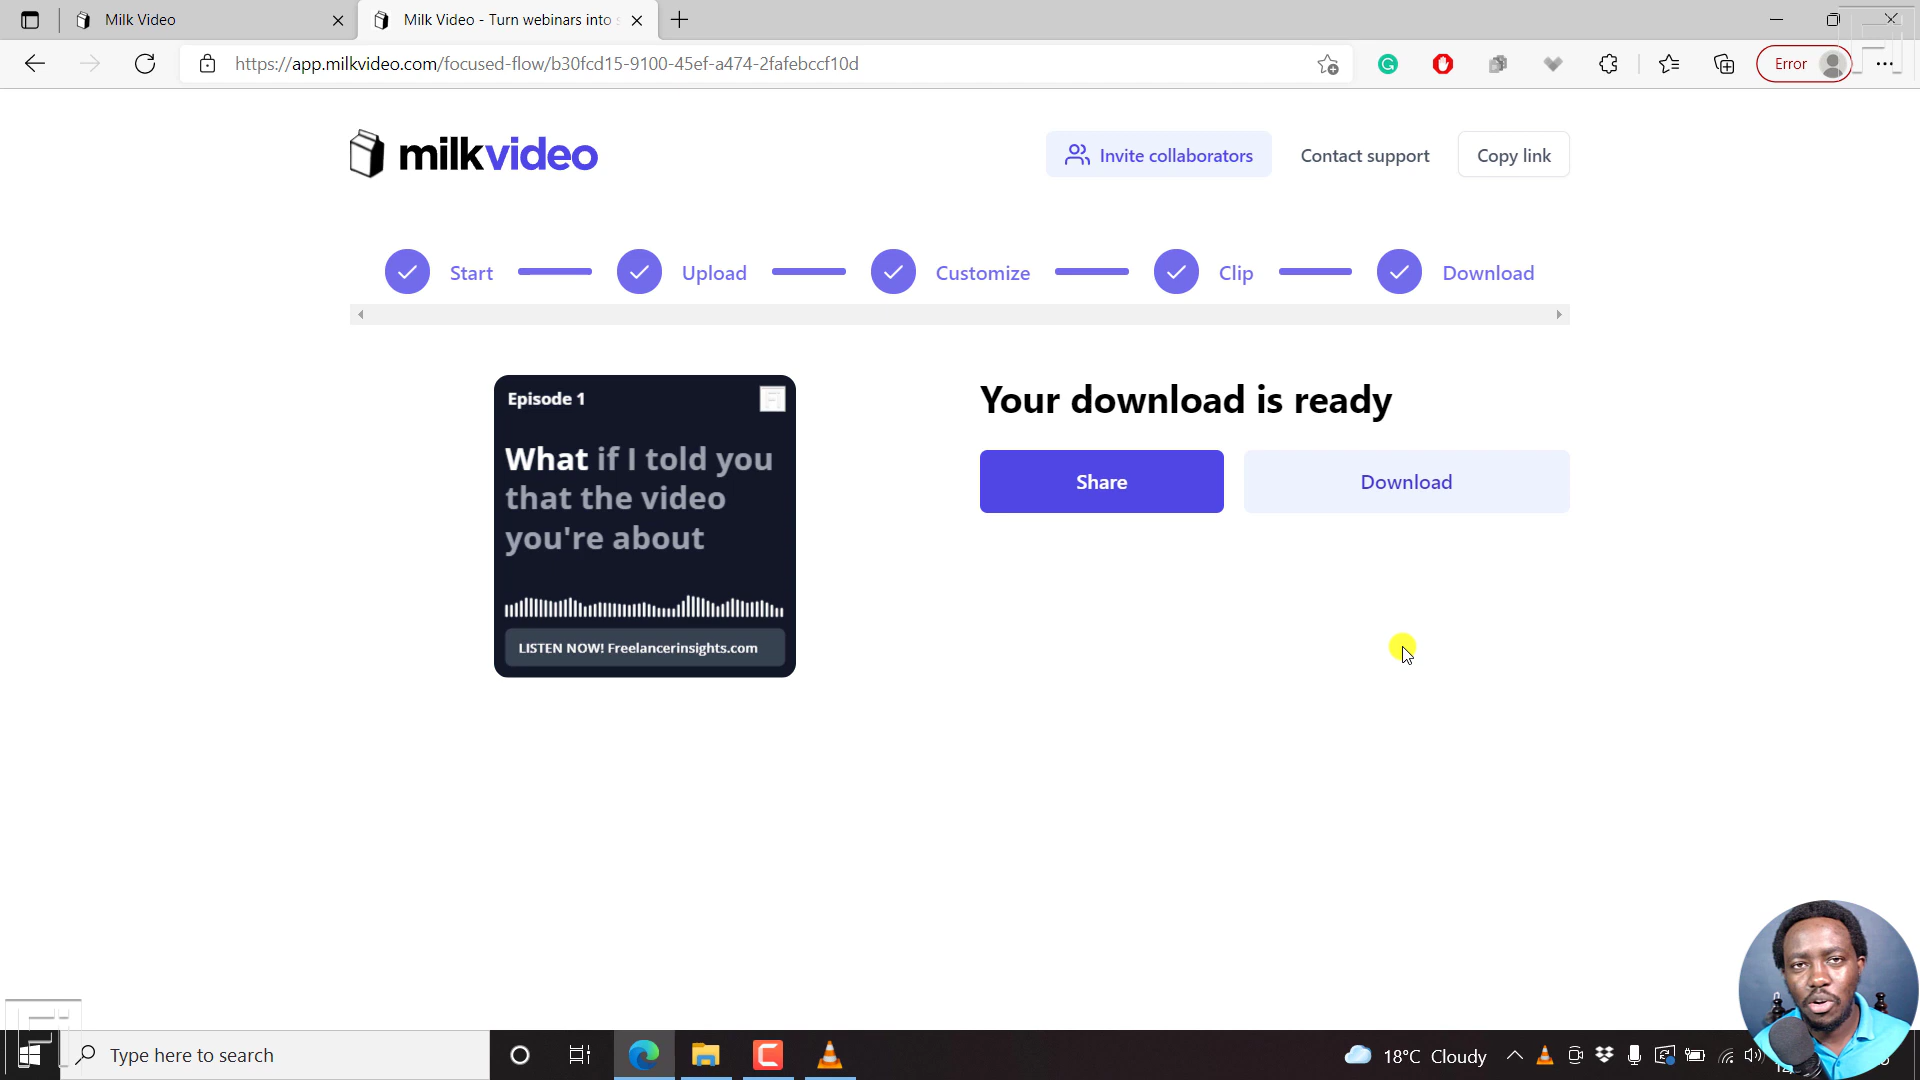 Milk Video
Milk Video - Turn webinars into
https://app.milkvideo.com/focused-flow/b30fcd15-9100-45ef-a474-2fafebccf10d
Error
milkvideo
Invite collaborators
Contact support
Copy link
Start
Upload
Customize
Clip
Download
Episode 1
What if I told you
that the video
you're about
LISTEN NOW! Freelancerinsights.com
Your download is ready
Share
Download
Type here to search
18°C Cloudy